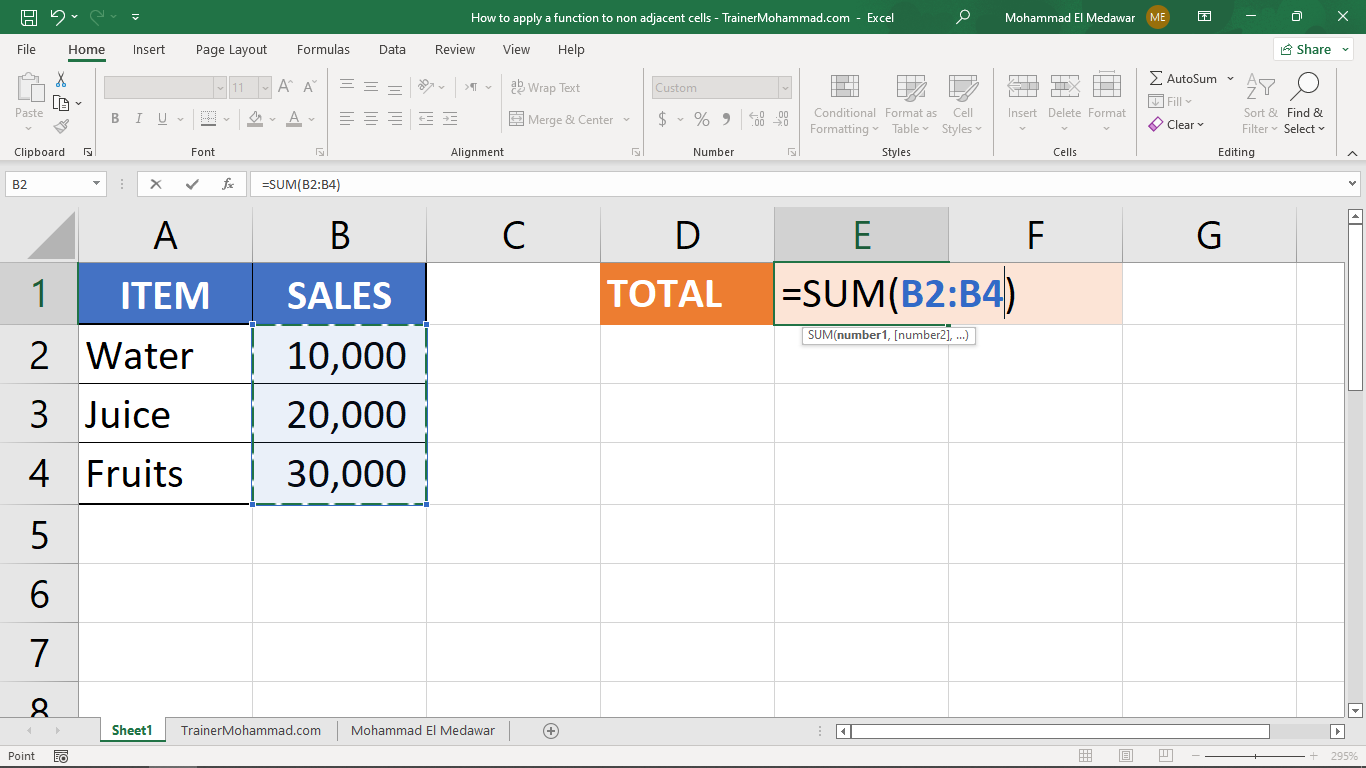 How to apply a function to non adjacent cells - TrainerMohammad.com - Excel
Mohammad El Medawar
ME
File Home Insert Page Layout Formulas Data Review View Help
Share
Paste
Clipboard
11
B I U A
Font
ab Wrap Text
Merge & Center
Alignment
Custom
$ % 9
Number
Conditional Formatting
Format as Table
Cell Styles
Styles
Insert Delete Format
Cells
AutoSum
Fill
Clear
Sort & Filter
Find & Select
Editing
B2
fx
=SUM(B2:B4)
A B C D E F G
1 ITEM SALES TOTAL =SUM(B2:B4)
SUM(number1, [number2], ...)
2 Water 10,000
3 Juice 20,000
4 Fruits 30,000
5
6
7
8
Sheet1 TrainerMohammad.com Mohammad El Medawar
Point
295%